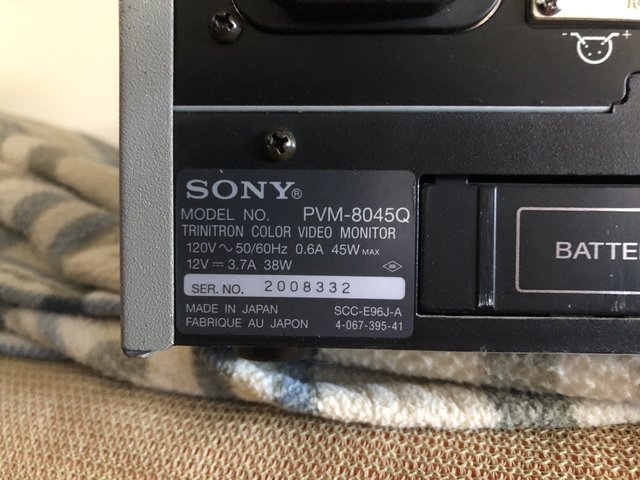 SONY®
MODEL NO. PVM-8045Q
TRINITRON COLOR VIDEO MONITOR
120V ~ 50/60Hz 0.6A 45W MAX
12V ⎓ 3.7A 38W
SER. NO. 2008332
MADE IN JAPAN SCC-E96J-A
FABRIQUE AU JAPON 4-067-395-41
BATTE
- +